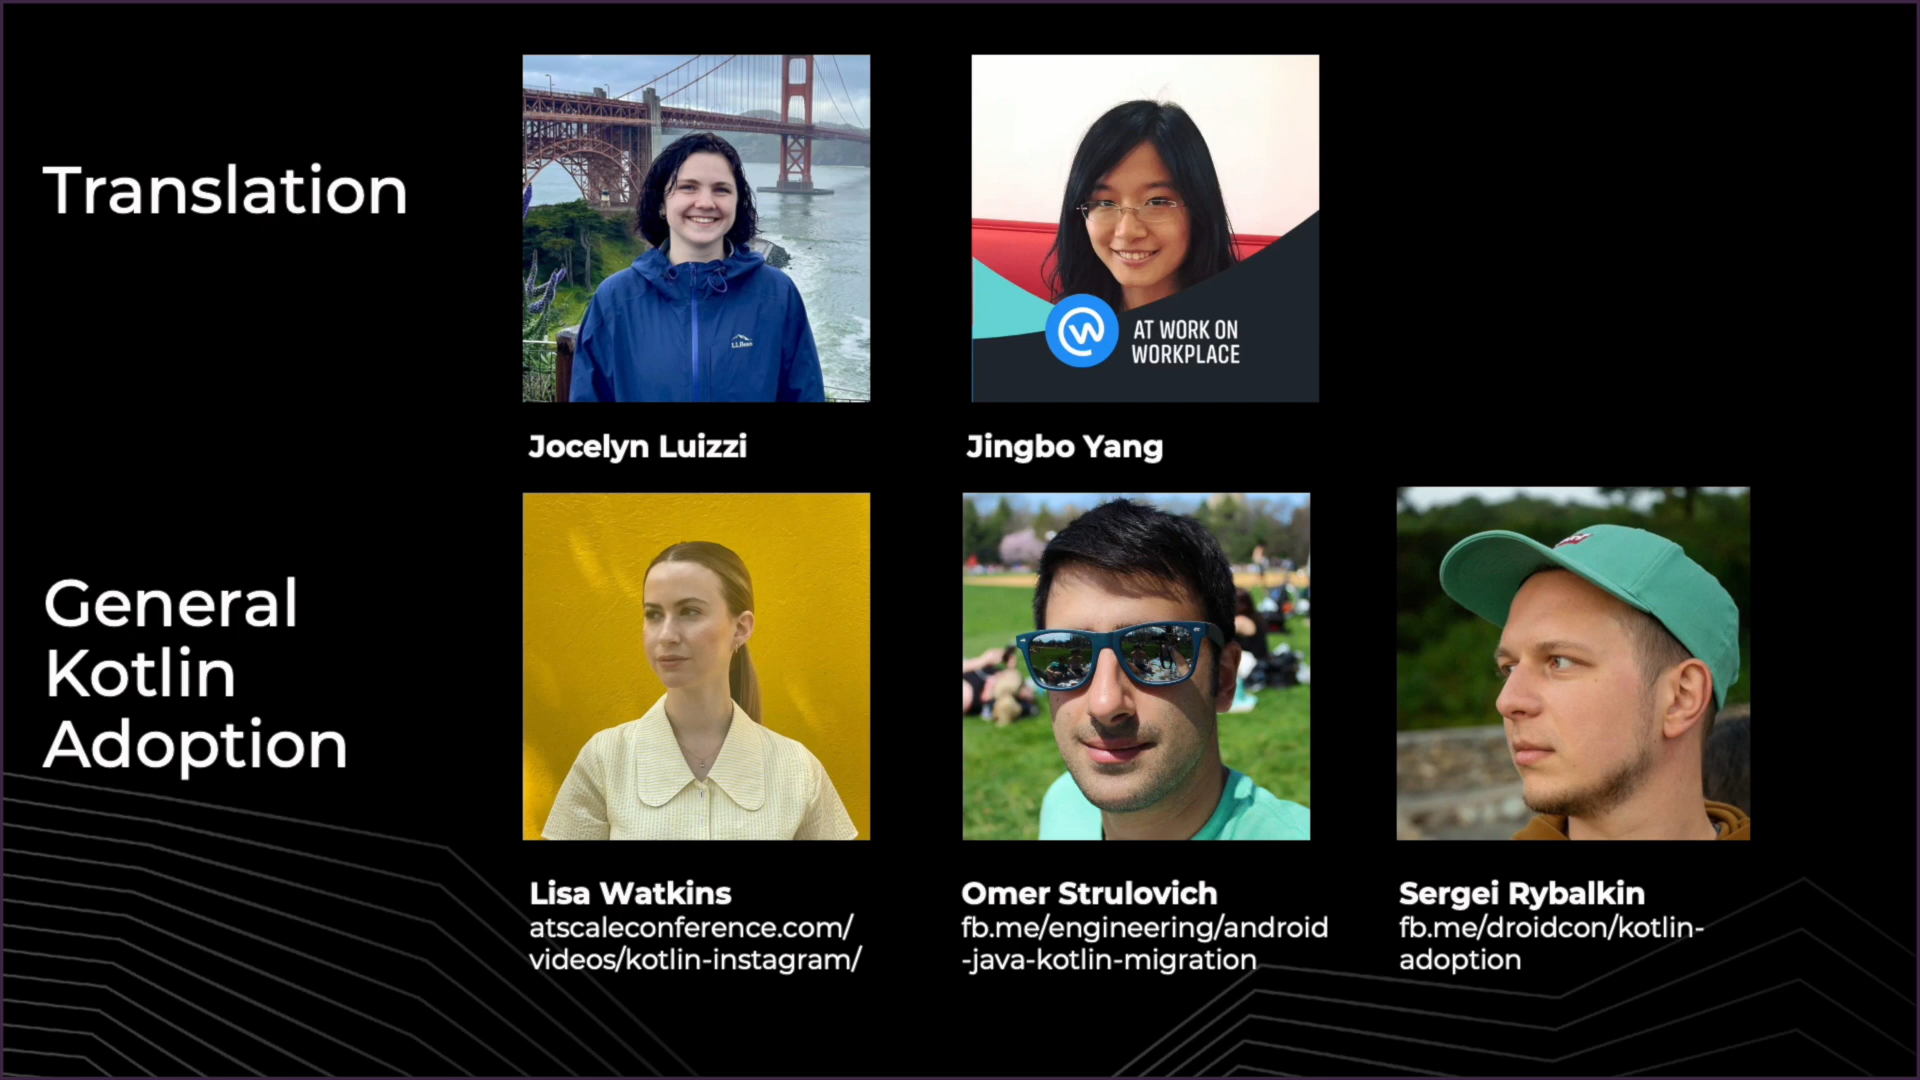 Translation
L.L.Bean
AT WORK ON
WORKPLACE
Jocelyn Luizzi
Jingbo Yang
General
Kotlin
Adoption
Lisa Watkins
atscaleconference.com/
videos/kotlin-instagram/
Omer Strulovich
fb.me/engineering/android
-java-kotlin-migration
Sergei Rybalkin
fb.me/droidcon/kotlin-
adoption